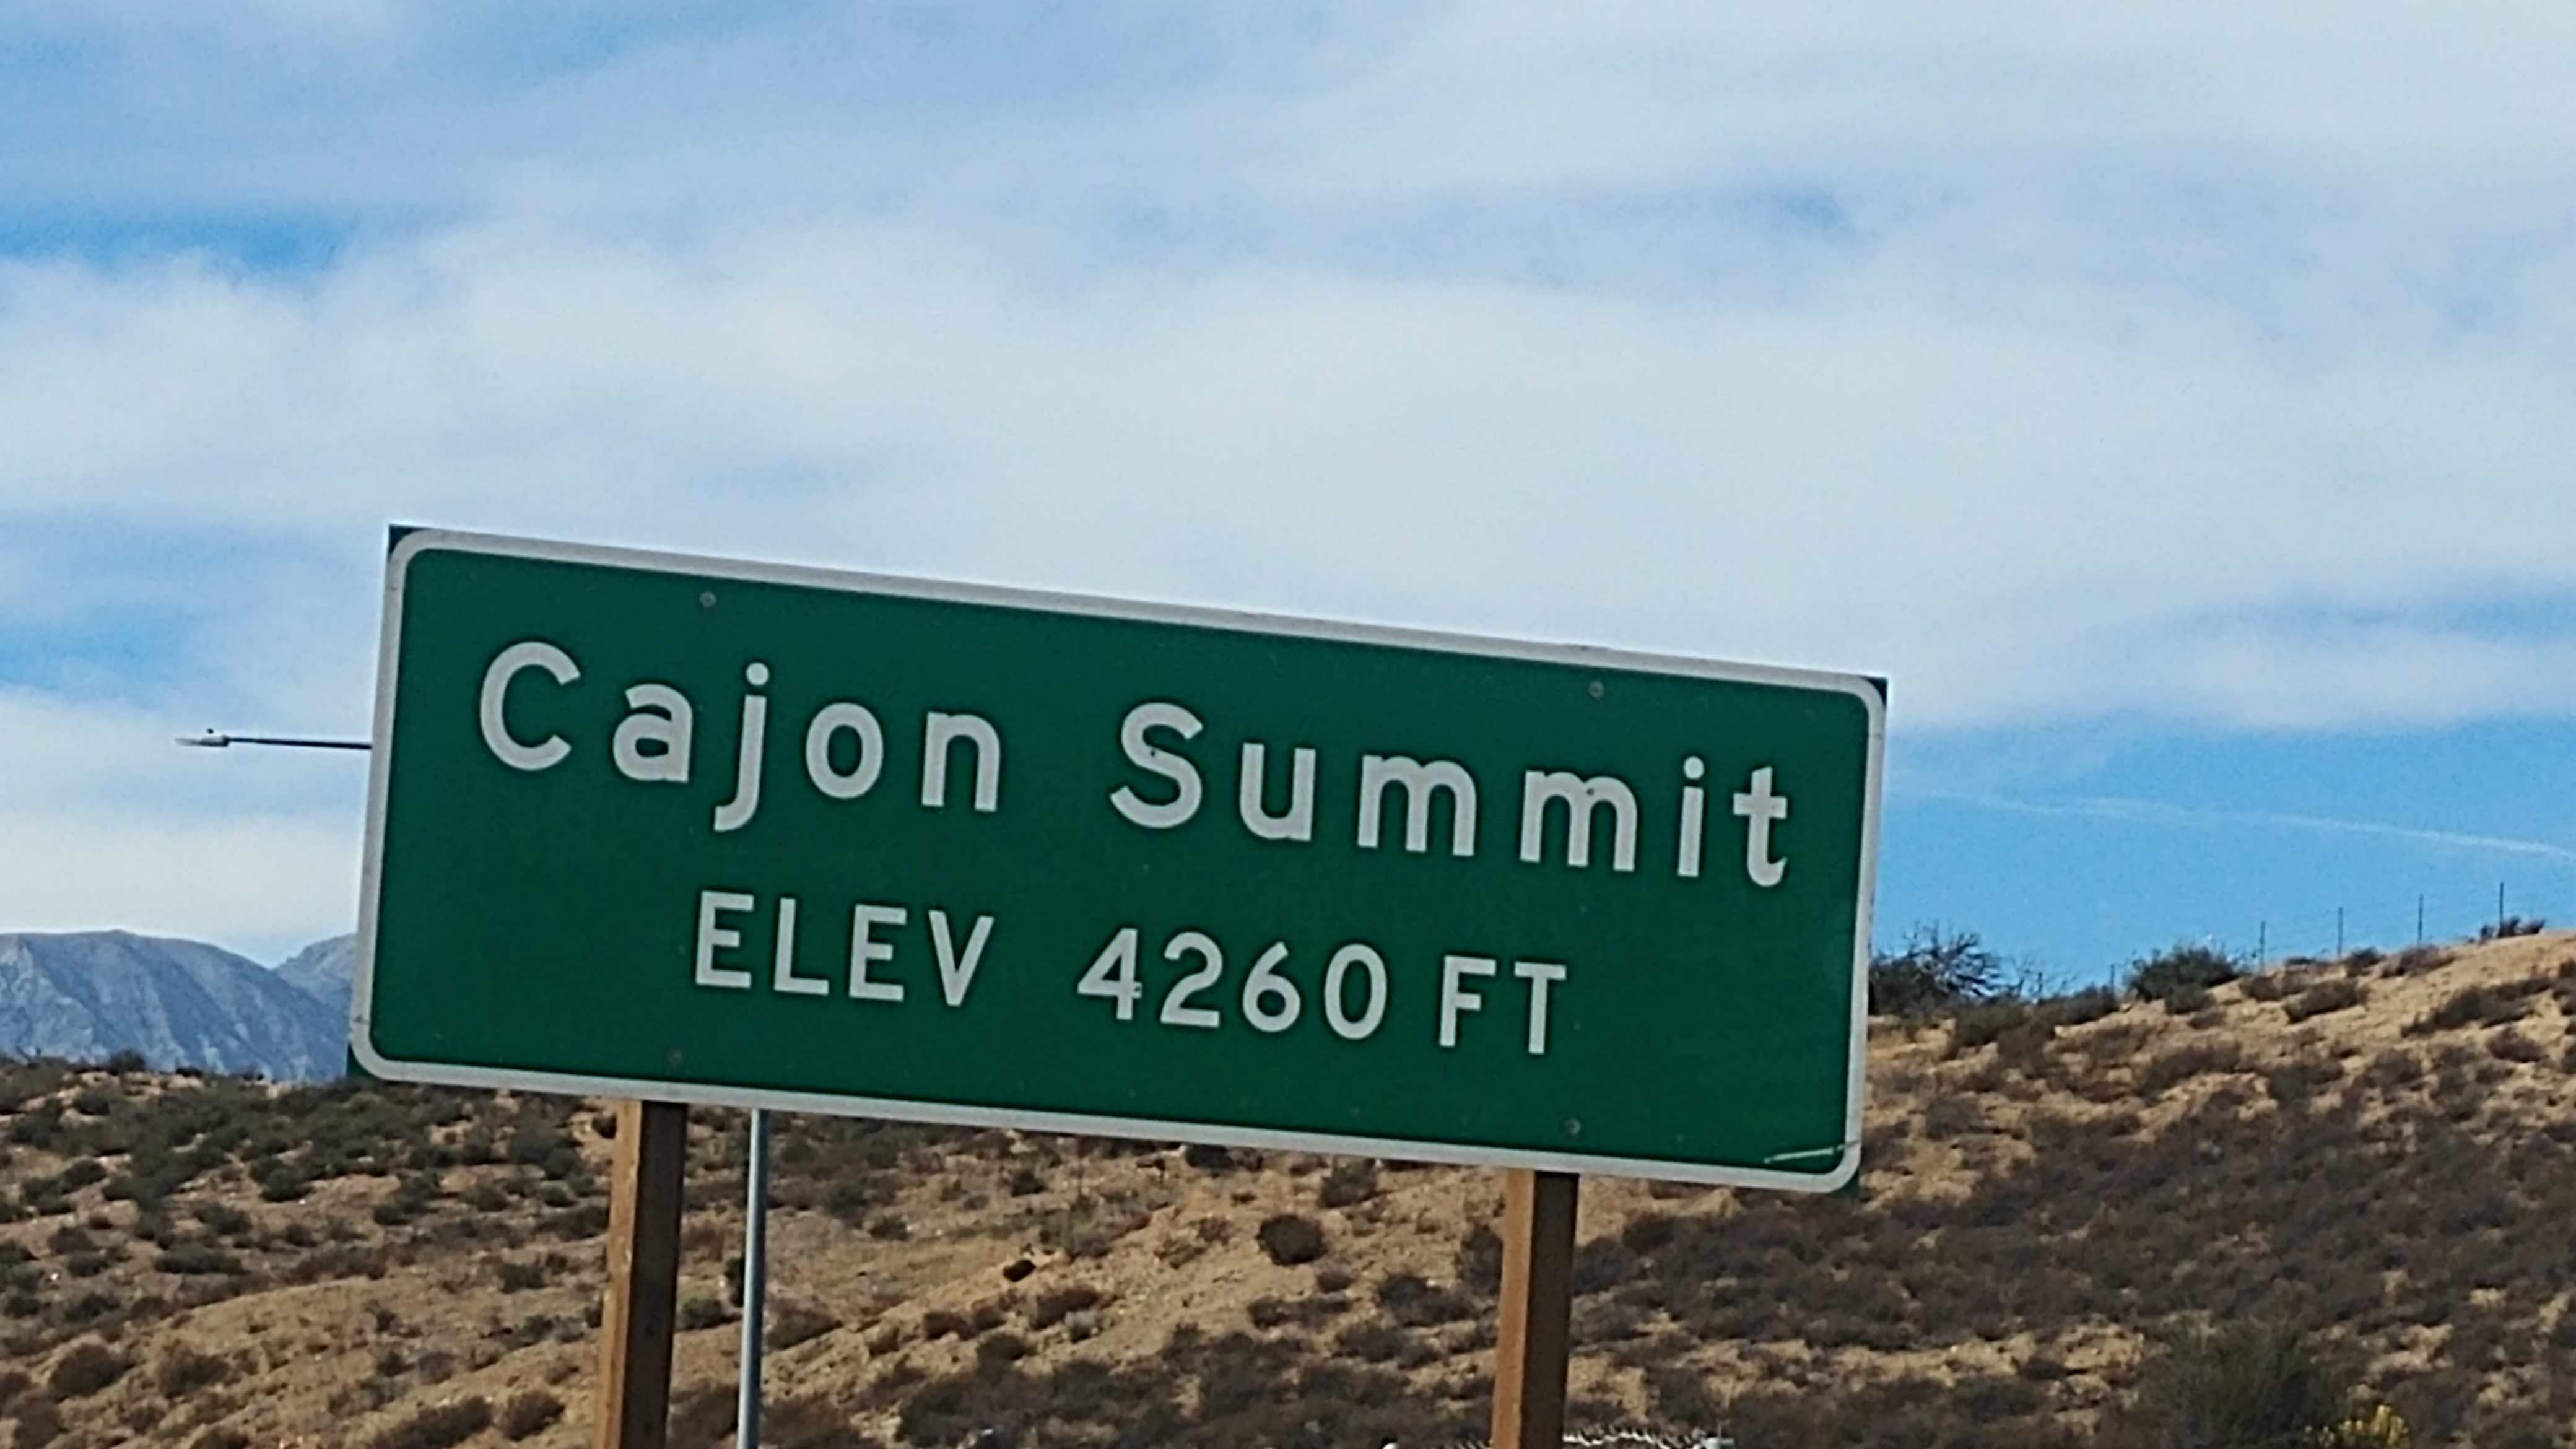 Cajon Summit
ELEV 4260 FT